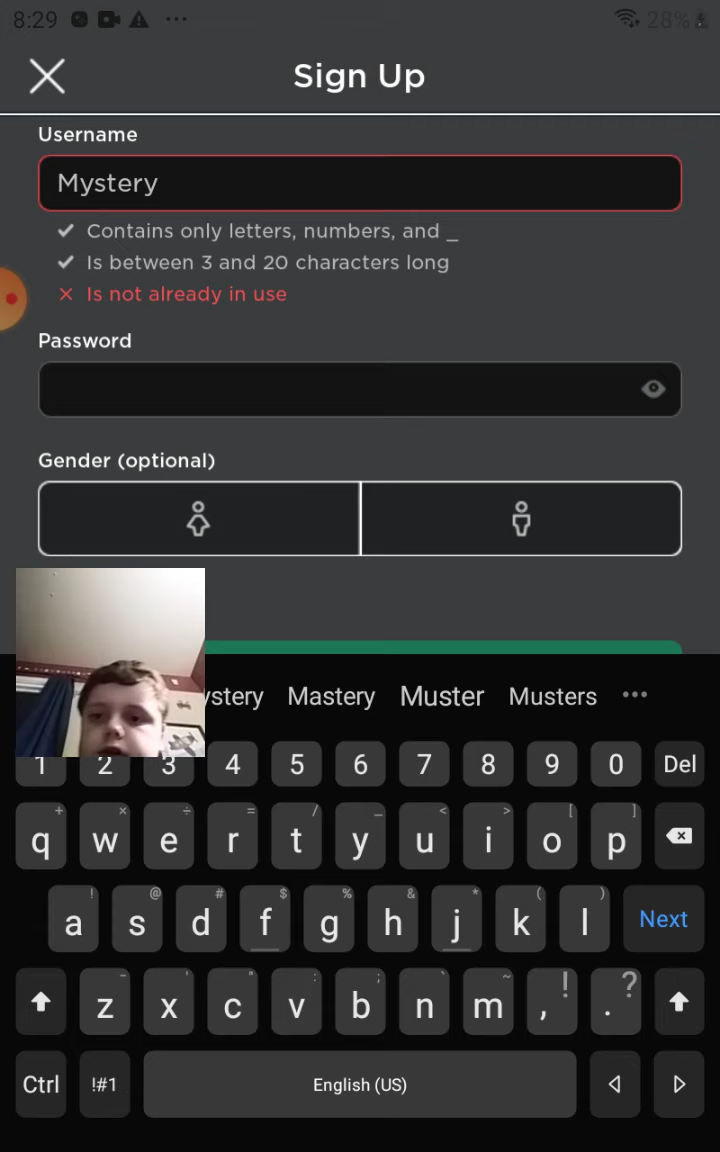 8:29 ... 28%
Sign Up
Username
Mystery
Contains only letters, numbers, and _
Is between 3 and 20 characters long
Is not already in use
Password
Gender (optional)
ystery Mastery Muster Musters ...
1 2 3 4 5 6 7 8 9 0 Del
+ × ÷ = / _ < > [ ]
q w e r t y u i o p
! @ # $ % & * ( )
a s d f g h j k l Next
- ' " : ; ` ~ ! ?
z x c v b n m , .
Ctrl !#1 English (US)